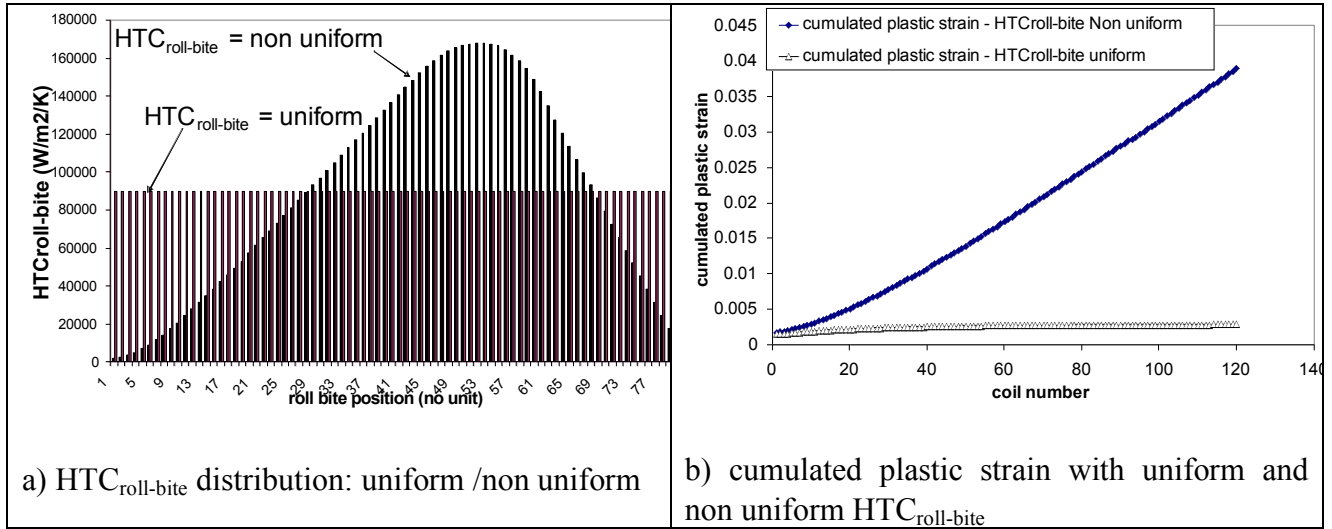 180000
160000
140000
120000
100000
80000
60000
40000
20000
0
HTCroll-bite (W/m2/K)
HTCroll-bite = non uniform
HTCroll-bite = uniform
1 5 9 13 17 21 25 29 33 37 41 45 49 53 57 61 65 69 73 77
roll bite position (no unit)
a) HTCroll-bite distribution: uniform /non uniform
0.045
0.04
0.035
0.03
0.025
0.02
0.015
0.01
0.005
0
cumulated plastic strain
cumulated plastic strain - HTCroll-bite Non uniform
cumulated plastic strain - HTCroll-bite uniform
0 20 40 60 80 100 120 140
coil number
b) cumulated plastic strain with uniform and
non uniform HTCroll-bite